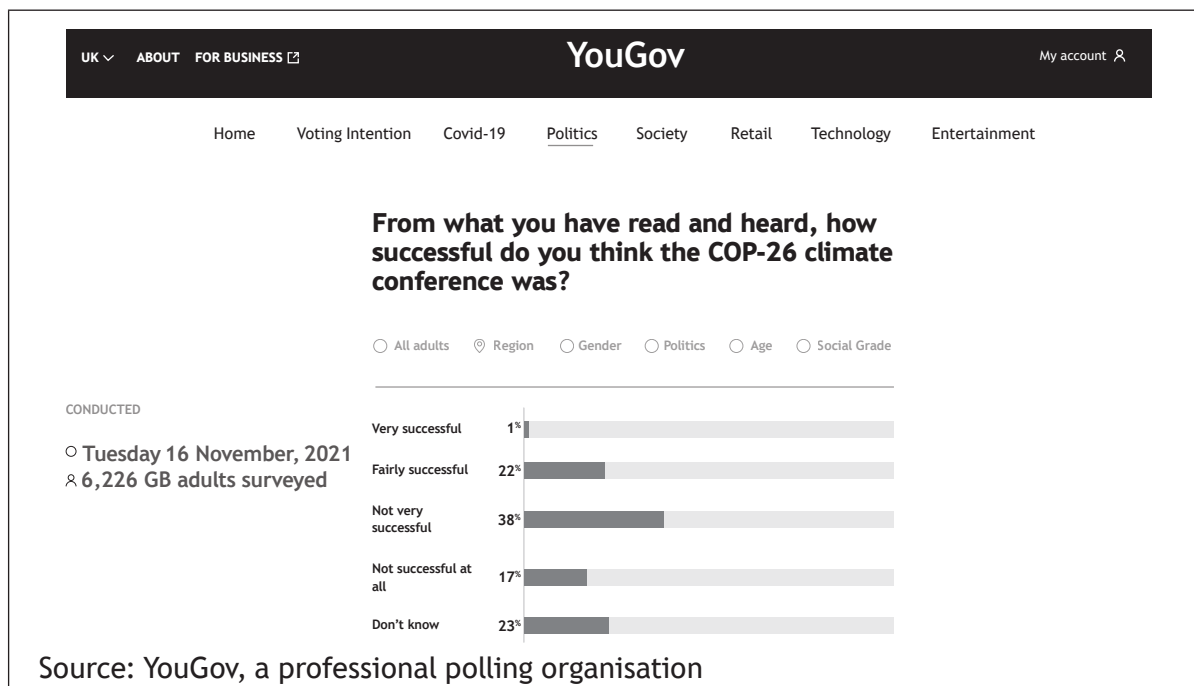 UK ABOUT FOR BUSINESS YouGov My account
Home Voting Intention Covid-19 Politics Society Retail Technology Entertainment
From what you have read and heard, how
successful do you think the COP-26 climate
conference was?
All adults Region Gender Politics Age Social Grade
CONDUCTED
Tuesday 16 November, 2021
6,226 GB adults surveyed
Very successful 1%
Fairly successful 22%
Not very
successful 38%
Not successful at
all 17%
Don't know 23%
Source: YouGov, a professional polling organisation